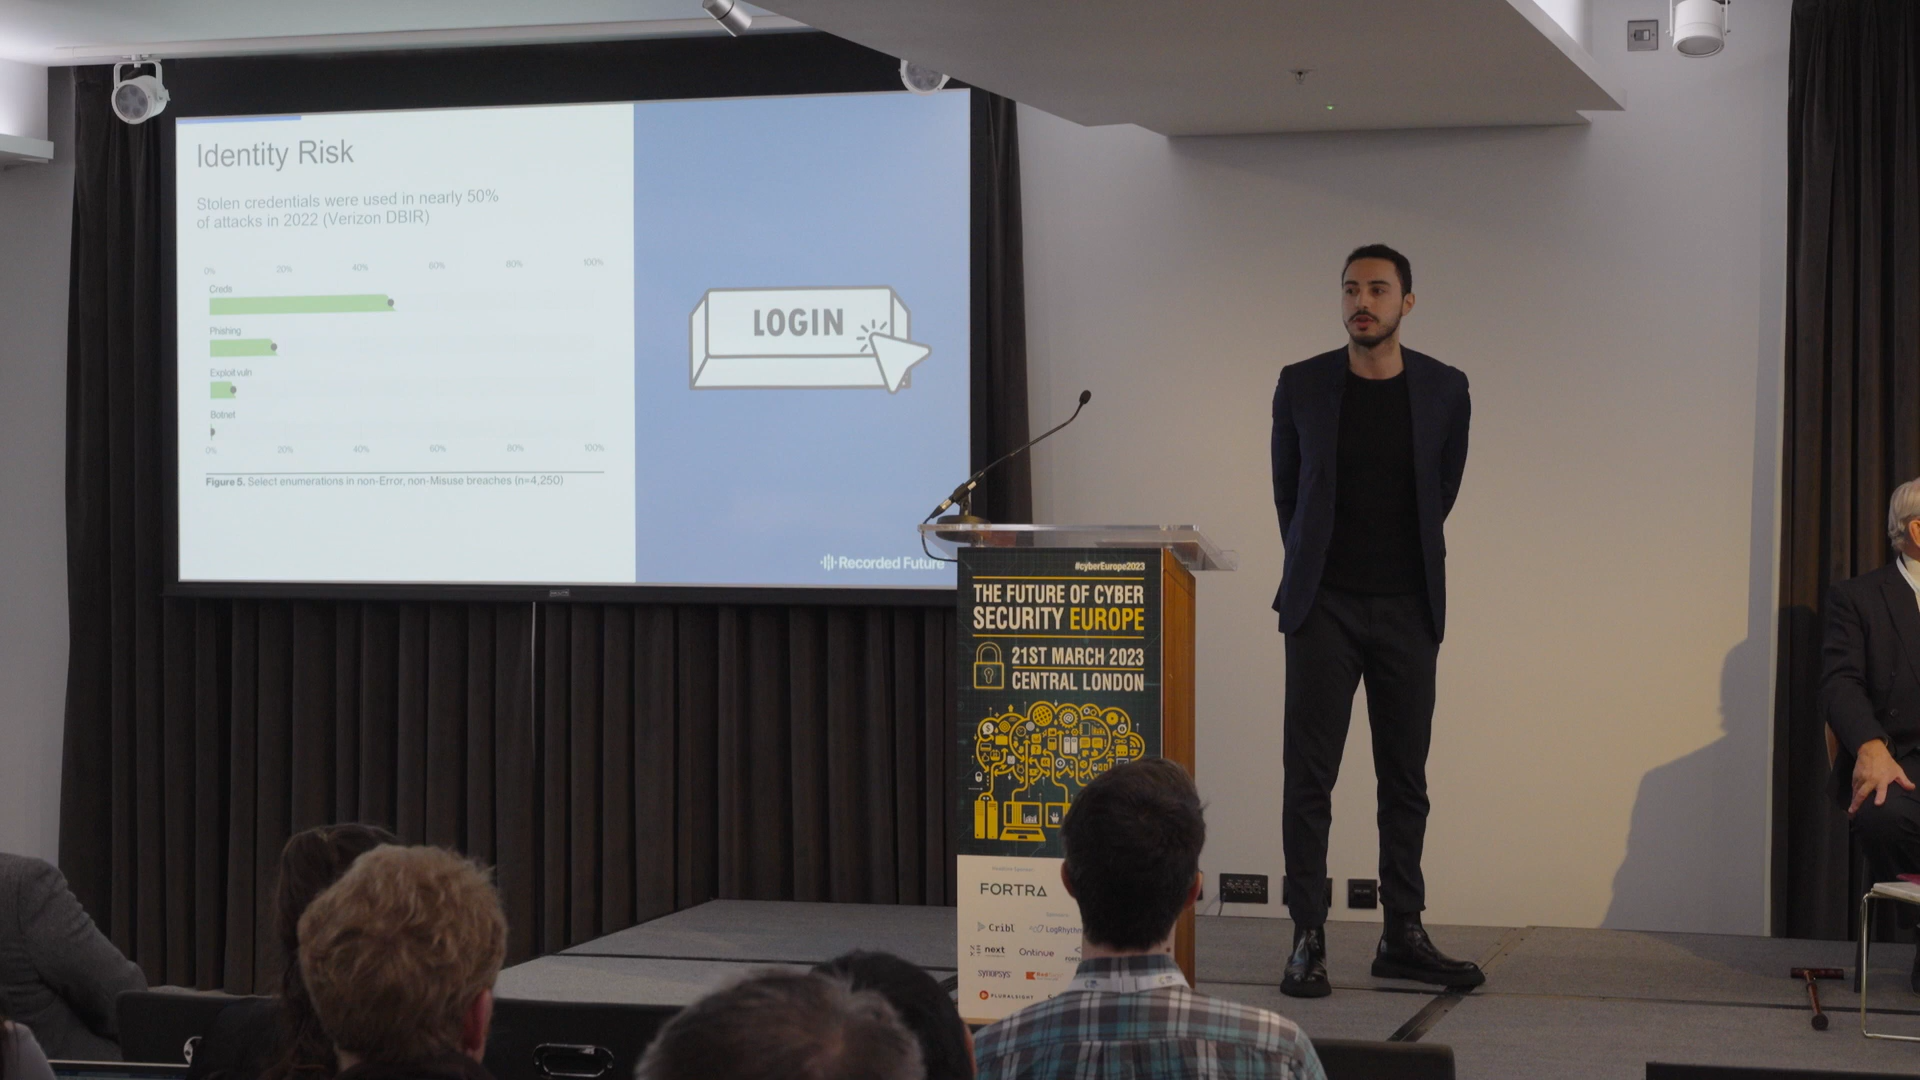 Identity Risk
Stolen credentials were used in nearly 50%
of attacks in 2022 (Verizon DBIR)
0% 20% 40% 60% 80% 100%
Creds
Phishing
Exploit vuln
Botnet
0% 20% 40% 60% 80% 100%
Figure 5. Select enumerations in non-Error, non-Misuse breaches (n=4,250)
LOGIN
Recorded Future
#cyberEurope2023
THE FUTURE OF CYBER
SECURITY EUROPE
21ST MARCH 2023
CENTRAL LONDON
FORTRA
Cribl LogRhythm
next Ontinue
SYNOPSYS Red
PLURALSIGHT